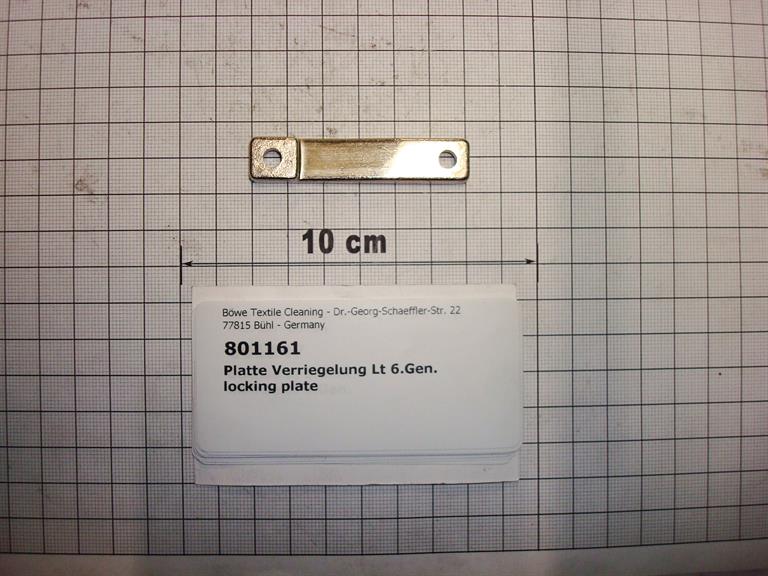 10 cm
Böwe Textile Cleaning - Dr.-Georg-Schaeffler-Str. 22
77815 Bühl - Germany
801161
Platte Verriegelung Lt 6.Gen.
locking plate